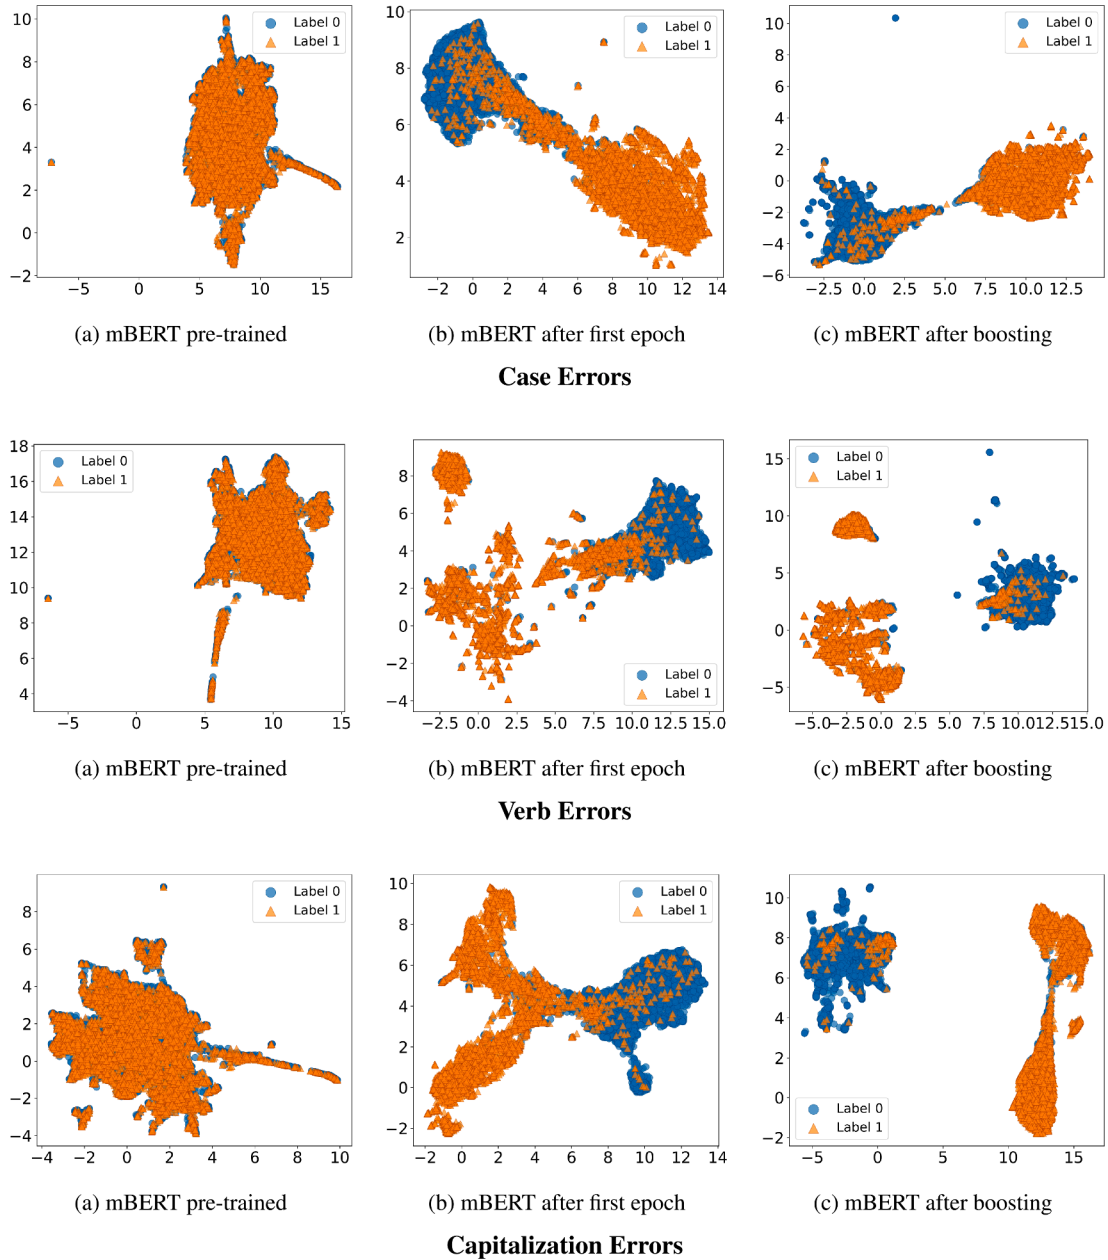 Label 0
Label 1
10
8
6
4
2
0
−2
−5 0 5 10 15
Label 0
Label 1
10
8
6
4
2
−2 0 2 4 6 8 10 12 14
Label 0
Label 1
10
8
6
4
2
0
−2
−4
−6
−2.5 0.0 2.5 5.0 7.5 10.0 12.5
(a) mBERT pre-trained
(b) mBERT after first epoch
(c) mBERT after boosting
Case Errors
Label 0
Label 1
18
16
14
12
10
8
6
4
−5 0 5 10 15
8
6
4
2
0
−2
−4
Label 0
Label 1
−2.5 0.0 2.5 5.0 7.5 10.0 12.5 15.0
Label 0
Label 1
15
10
5
0
−5
−5.0 −2.5 0.0 2.5 5.0 7.5 10.0 12.5 15.0
(a) mBERT pre-trained
(b) mBERT after first epoch
(c) mBERT after boosting
Verb Errors
Label 0
Label 1
8
6
4
2
0
−2
−4
−4 −2 0 2 4 6 8 10
Label 0
Label 1
10
8
6
4
2
0
−2
−2 0 2 4 6 8 10 12
10
8
6
4
2
0
−2
Label 0
Label 1
−5 0 5 10 15
(a) mBERT pre-trained
(b) mBERT after first epoch
(c) mBERT after boosting
Capitalization Errors